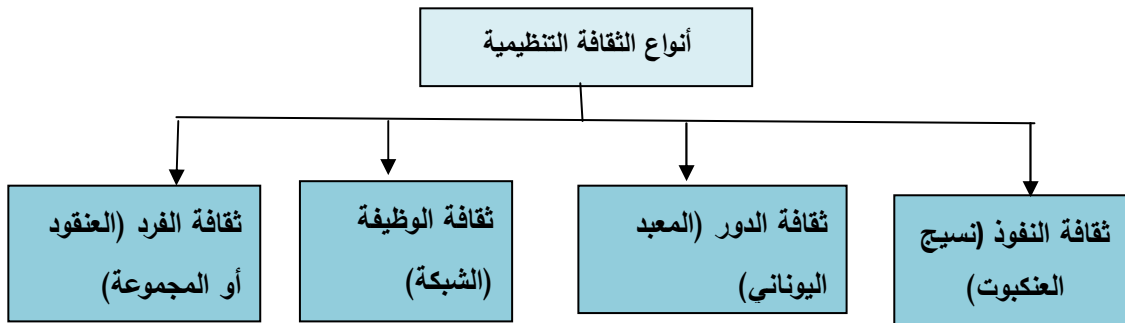 أنواع الثقافة التنظيمية
ثقافة النفوذ (نسيج
العنكبوت)
ثقافة الدور (المعبد
اليوناني)
ثقافة الوظيفة
(الشبكة)
ثقافة الفرد (العنقود
أو المجموعة)